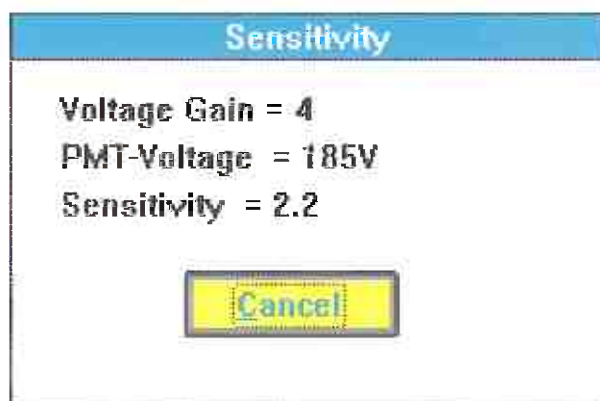 Sensitivity
Voltage Gain = 4
PMT-Voltage = 185V
Sensitivity = 2.2
Cancel